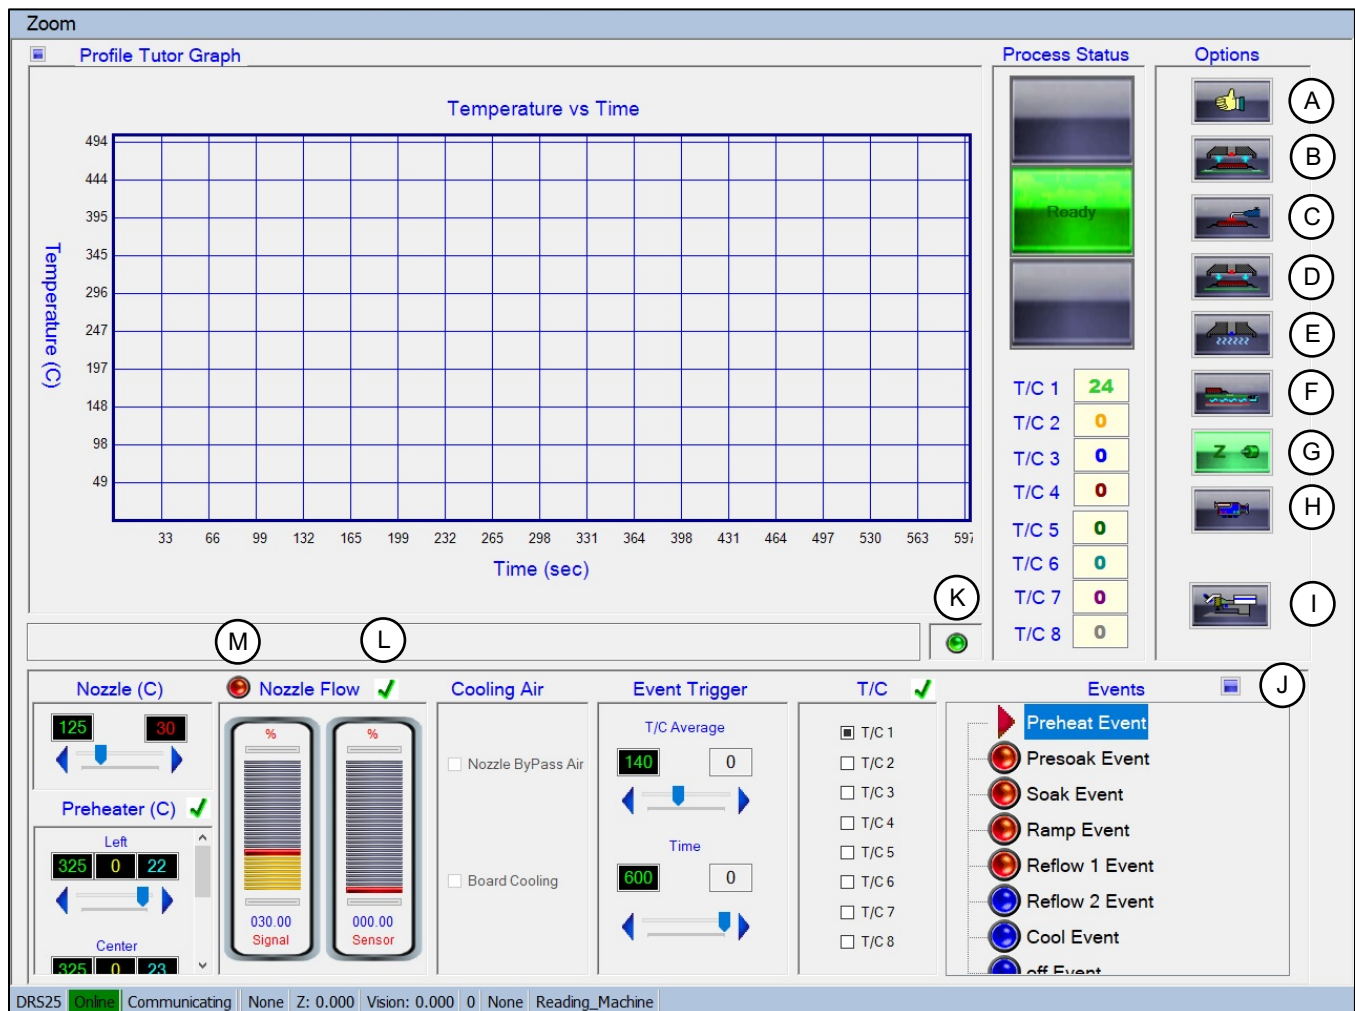 Zoom
Profile Tutor Graph
Process Status
Options
Temperature vs Time
494
444
395
345
296
247
197
148
98
49
Temperature (C)
33 66 99 132 165 199 232 265 298 331 364 398 431 464 497 530 563 597
Time (sec)
Ready
T/C 1 24
T/C 2 0
T/C 3 0
T/C 4 0
T/C 5 0
T/C 6 0
T/C 7 0
T/C 8 0
A
B
C
D
E
F
Z G
H
I
K
M
L
J
Nozzle (C)
125 30
Preheater (C)
Left
325 0 22
Center
325 0 23
Nozzle Flow
% %
030.00 000.00
Signal Sensor
Cooling Air
Nozzle ByPass Air
Board Cooling
Event Trigger
T/C Average
140 0
Time
600 0
T/C
T/C 1
T/C 2
T/C 3
T/C 4
T/C 5
T/C 6
T/C 7
T/C 8
Events
Preheat Event
Presoak Event
Soak Event
Ramp Event
Reflow 1 Event
Reflow 2 Event
Cool Event
off Event
DRS25 Online Communicating None Z: 0.000 Vision: 0.000 0 None Reading_Machine